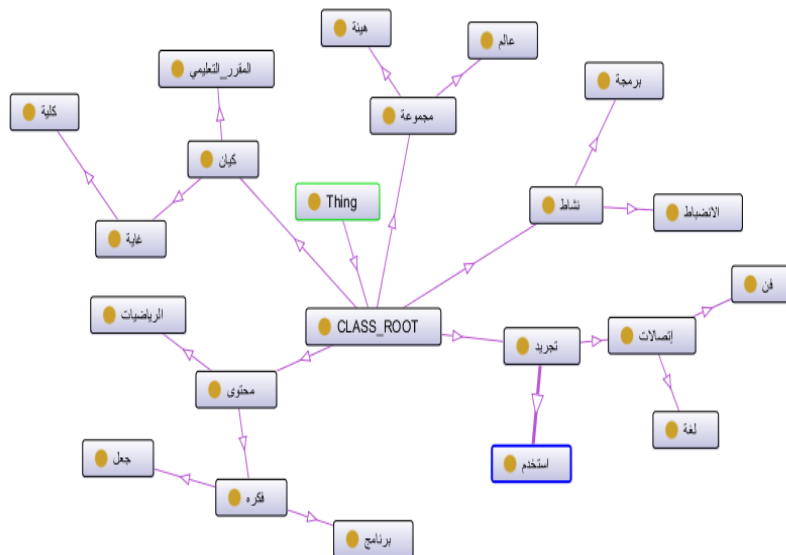 هيئة
عالم
المقرر_التعليمي
برمجة
كلية
مجموعة
كيان
Thing
نشاط
الانضباط
غاية
فن
الرياضيات
CLASS_ROOT
تجريد
إتصالات
محتوى
لغة
جعل
استخدم
فكره
برنامج